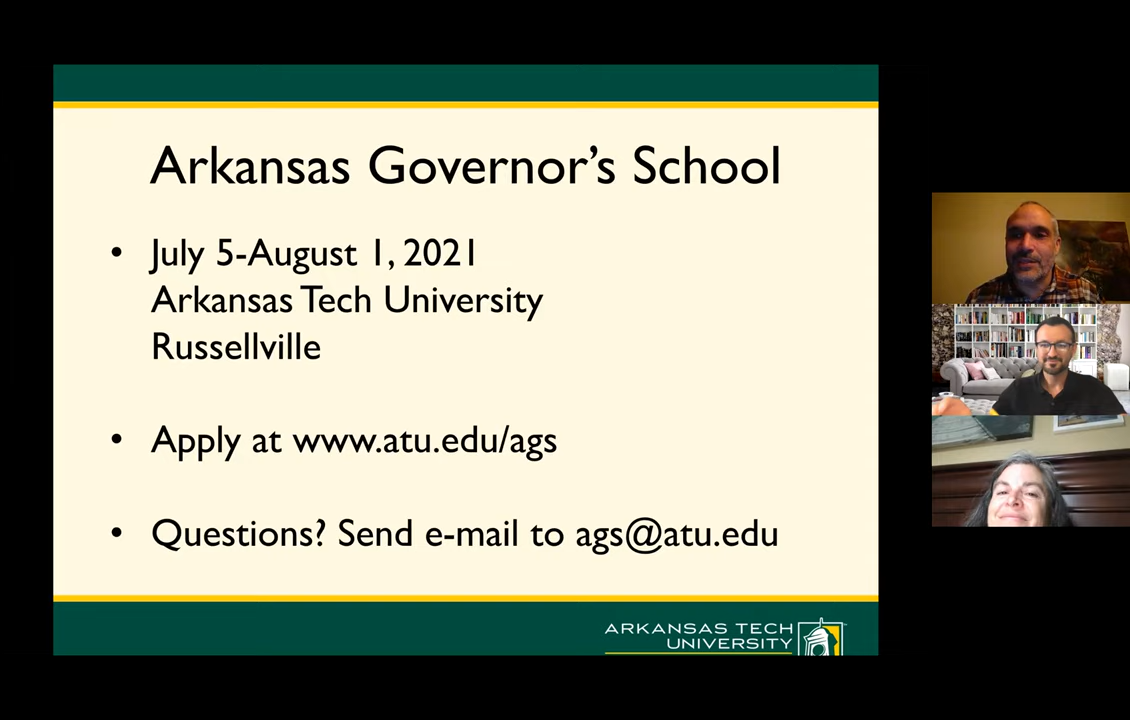 Arkansas Governor's School
• July 5-August 1, 2021
Arkansas Tech University
Russellville
• Apply at www.atu.edu/ags
• Questions? Send e-mail to ags@atu.edu
ARKANSAS TECH
UNIVERSITY